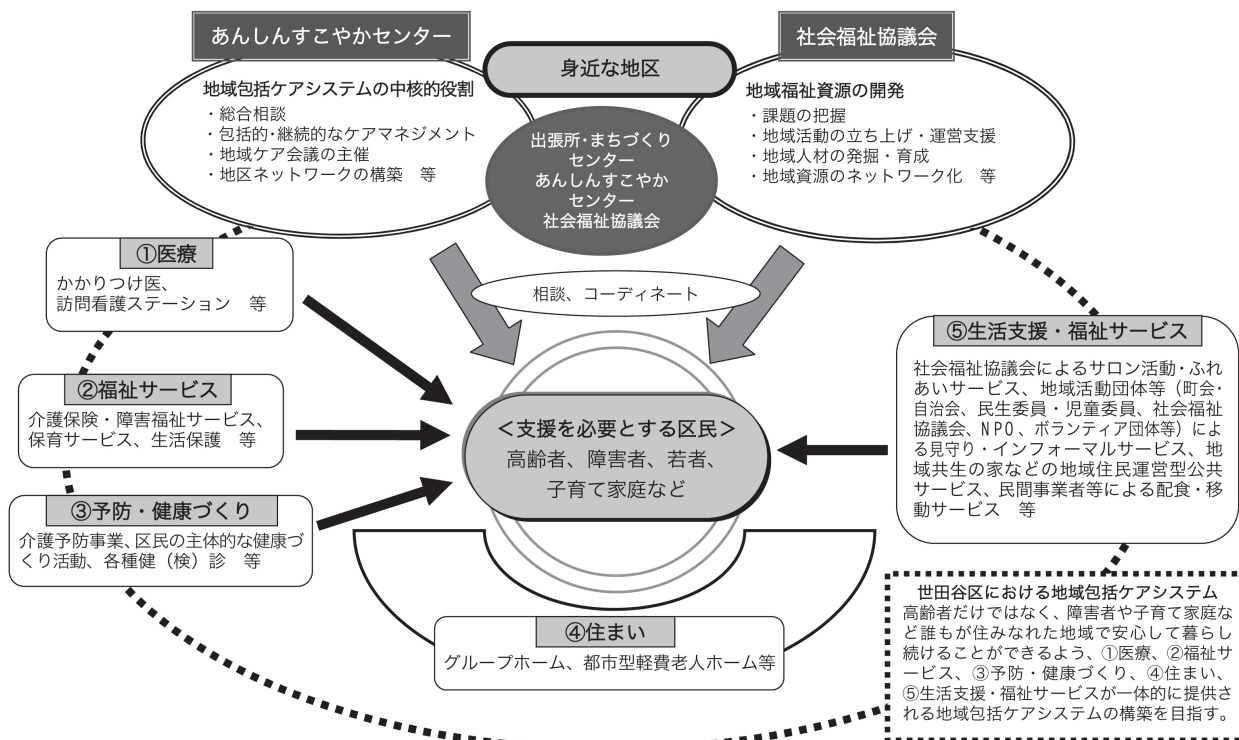 あんしんすこやかセンター
地域包括ケアシステムの中核的役割
・総合相談
・包括的・継続的なケアマネジメント
・地域ケア会議の主催
・地区ネットワークの構築　等
身近な地区
出張所・まちづくり
センター
あんしんすこやか
センター
社会福祉協議会
社会福祉協議会
地域福祉資源の開発
・課題の把握
・地域活動の立ち上げ・運営支援
・地域人材の発掘・育成
・地域資源のネットワーク化　等
相談、コーディネート
①医療
かかりつけ医、
訪問看護ステーション　等
②福祉サービス
介護保険・障害福祉サービス、
保育サービス、生活保護　等
③予防・健康づくり
介護予防事業、区民の主体的な健康づ
くり活動、各種健（検）診　等
＜支援を必要とする区民＞
高齢者、障害者、若者、
子育て家庭など
④住まい
グループホーム、都市型軽費老人ホーム等
⑤生活支援・福祉サービス
社会福祉協議会によるサロン活動・ふれ
あいサービス、地域活動団体等（町会・
自治会、民生委員・児童委員、社会福祉
協議会、NPO、ボランティア団体等）によ
る見守り・インフォーマルサービス、地
域共生の家などの地域住民運営型公共
サービス、民間事業者等による配食・移
動サービス　等
世田谷区における地域包括ケアシステム
高齢者だけではなく、障害者や子育て家庭な
ど誰もが住みなれた地域で安心して暮らし
続けることができるよう、①医療、②福祉サ
ービス、③予防・健康づくり、④住まい、
⑤生活支援・福祉サービスが一体的に提供さ
れる地域包括ケアシステムの構築を目指す。